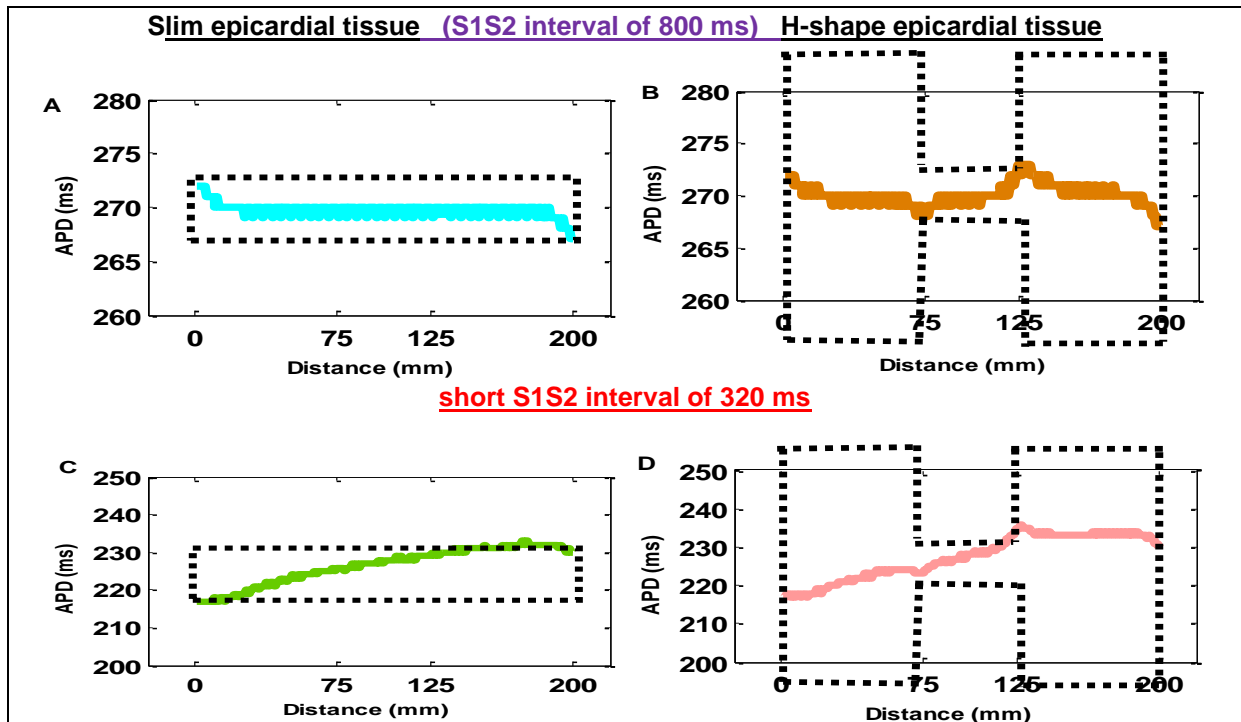 Slim epicardial tissue (S1S2 interval of 800 ms) H-shape epicardial tissue
A
280
275
270
265
260
APD (ms)
0 75 125 200
Distance (mm)
B
280
275
270
265
260
APD (ms)
0 75 125 200
Distance (mm)
short S1S2 interval of 320 ms
C
250
240
230
220
210
200
APD (ms)
0 75 125 200
Distance (mm)
D
250
240
230
220
210
200
APD (ms)
0 75 125 200
Distance (mm)